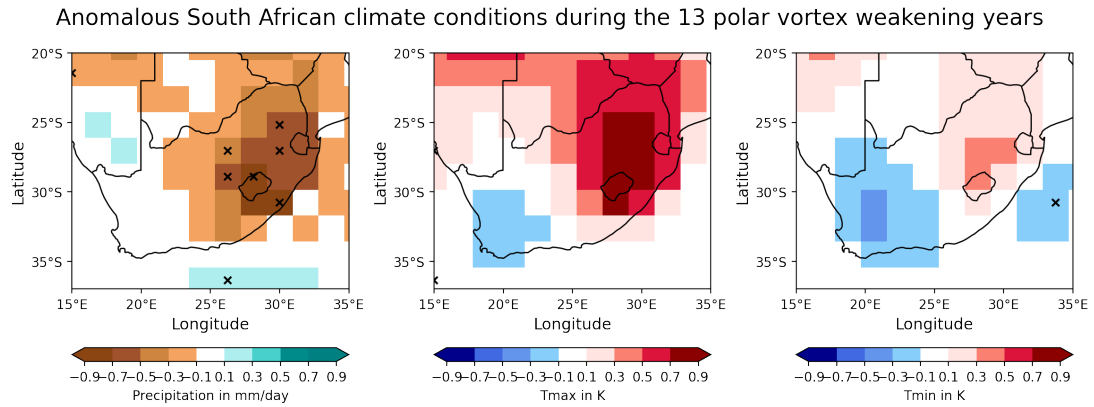 Anomalous South African climate conditions during the 13 polar vortex weakening years
20°S
25°S
30°S
35°S
Latitude
15°E 20°E 25°E 30°E 35°E
Longitude
−0.9 −0.7 −0.5 −0.3 −0.1 0.1 0.3 0.5 0.7 0.9
Precipitation in mm/day
20°S
25°S
30°S
35°S
Latitude
15°E 20°E 25°E 30°E 35°E
Longitude
−0.9 −0.7 −0.5 −0.3 −0.1 0.1 0.3 0.5 0.7 0.9
Tmax in K
20°S
25°S
30°S
35°S
Latitude
15°E 20°E 25°E 30°E 35°E
Longitude
−0.9 −0.7 −0.5 −0.3 −0.1 0.1 0.3 0.5 0.7 0.9
Tmin in K